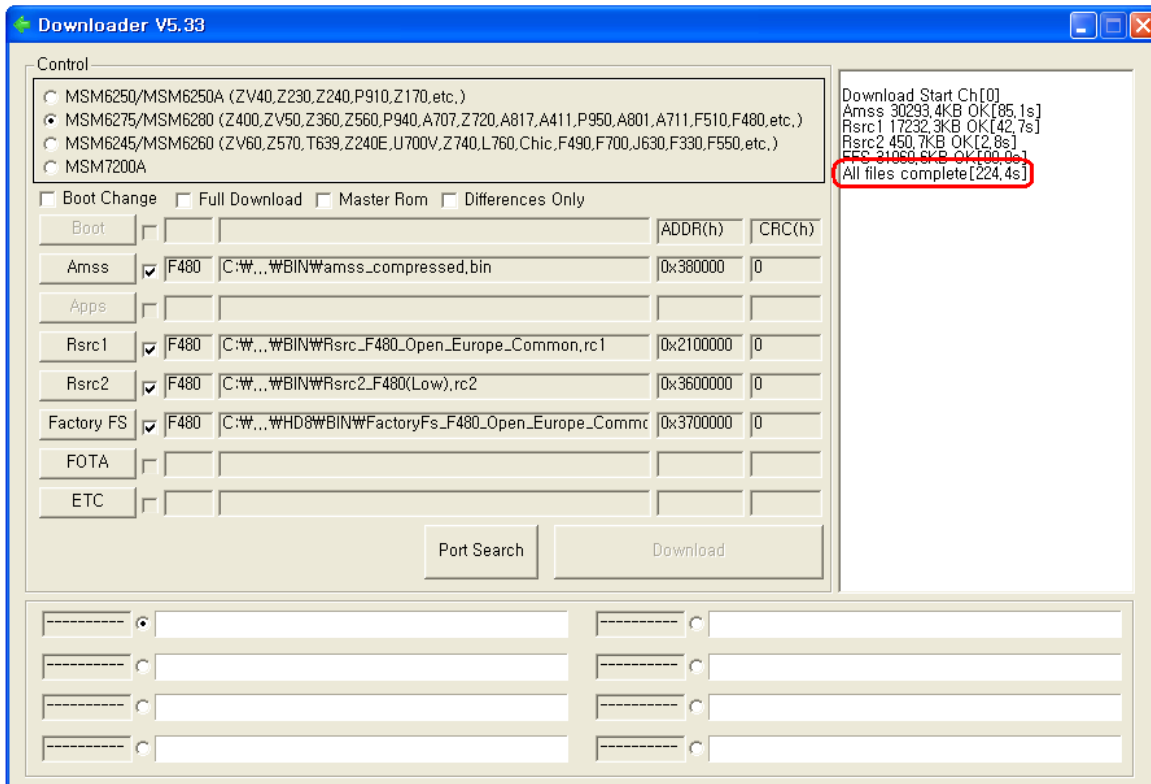 Downloader V5.33
Control
MSM6250/MSM6250A (ZV40,Z230,Z240,P910,Z170,etc,)
MSM6275/MSM6280 (Z400,ZV50,Z360,Z560,P940,A707,Z720,A817,A411,P950,A801,A711,F510,F480,etc,)
MSM6245/MSM6260 (ZV60,Z570,T639,Z240E,U700V,Z740,L760,Chic,F490,F700,J630,F330,F550,etc,)
MSM7200A
Boot Change Full Download Master Rom Differences Only
Boot ADDR(h) CRC(h)
Amss F480 C:₩,,,₩BIN₩amss_compressed,bin 0x380000 0
Apps
Rsrc1 F480 C:₩,,,₩BIN₩Rsrc_F480_Open_Europe_Common,rc1 0x2100000 0
Rsrc2 F480 C:₩,,,₩BIN₩Rsrc2_F480(Low),rc2 0x3600000 0
Factory FS F480 C:₩,,,₩HD8₩BIN₩FactoryFs_F480_Open_Europe_Commc 0x3700000 0
FOTA
ETC
Port Search Download
---------- ----------
---------- ----------
---------- ----------
---------- ----------
Download Start Ch[0]
Amss 30293,4KB OK[85,1s]
Rsrc1 17232,3KB OK[42,7s]
Rsrc2 450,7KB OK[2,8s]
All files complete[224,4s]